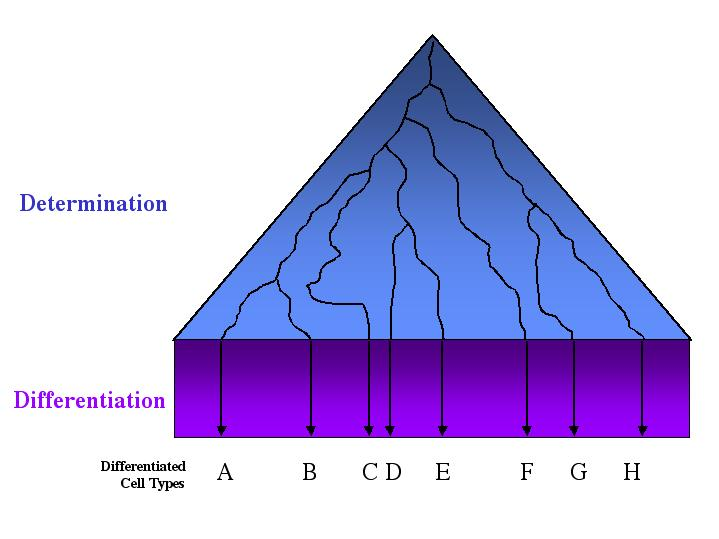 Determination
Differentiation
Differentiated
Cell Types
A B C D E F G H